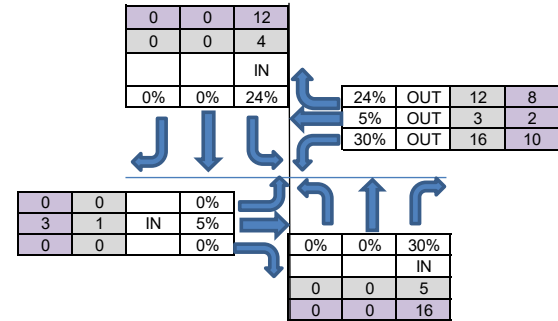 0 0 12
0 0 4
IN
0% 0% 24%
24% OUT 12 8
5% OUT 3 2
30% OUT 16 10
0 0 0%
3 1 IN 5%
0 0 0%
0% 0% 30%
IN
0 0 5
0 0 16